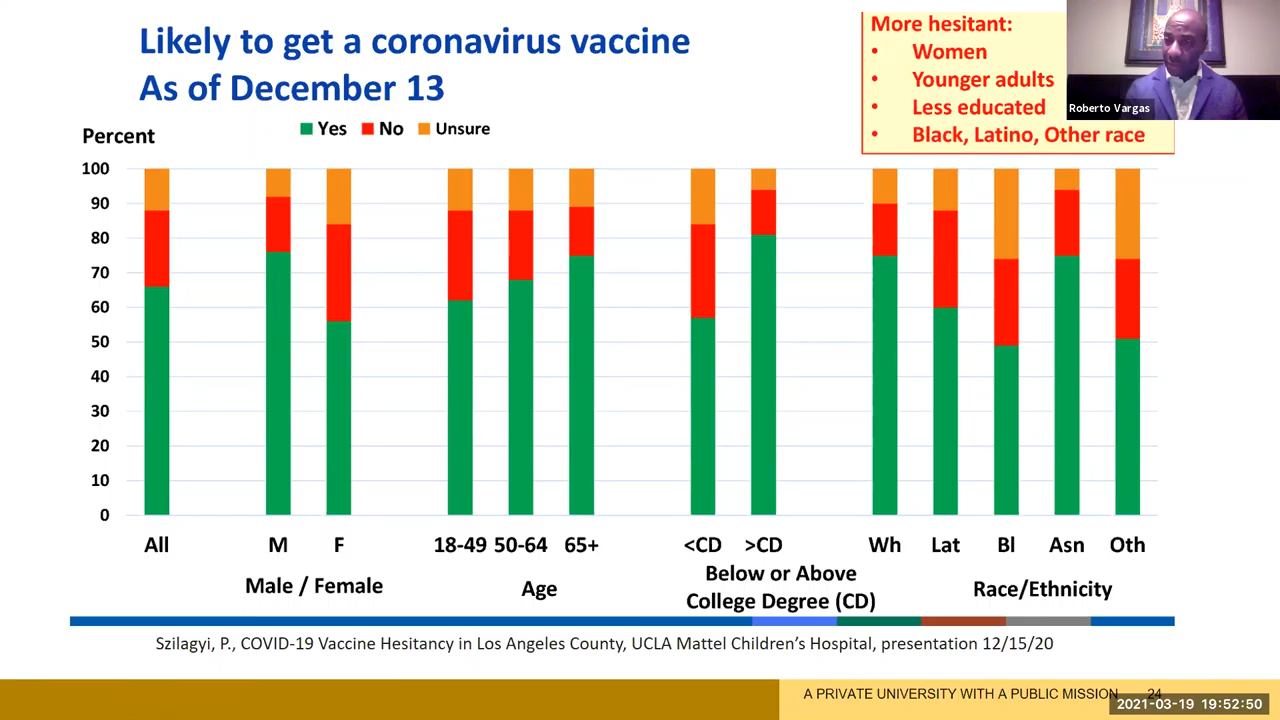 Likely to get a coronavirus vaccine
As of December 13
More hesitant:
• Women
• Younger adults
• Less educated
• Black, Latino, Other race
Roberto Vargas
Percent
Yes No Unsure
100
90
80
70
60
50
40
30
20
10
0
All M F 18-49 50-64 65+ <CD >CD Wh Lat Bl Asn Oth
Male / Female
Age
Below or Above
College Degree (CD)
Race/Ethnicity
Szilagyi, P., COVID-19 Vaccine Hesitancy in Los Angeles County, UCLA Mattel Children’s Hospital, presentation 12/15/20
A PRIVATE UNIVERSITY WITH A PUBLIC MISSION 24
2021-03-19 19:52:50